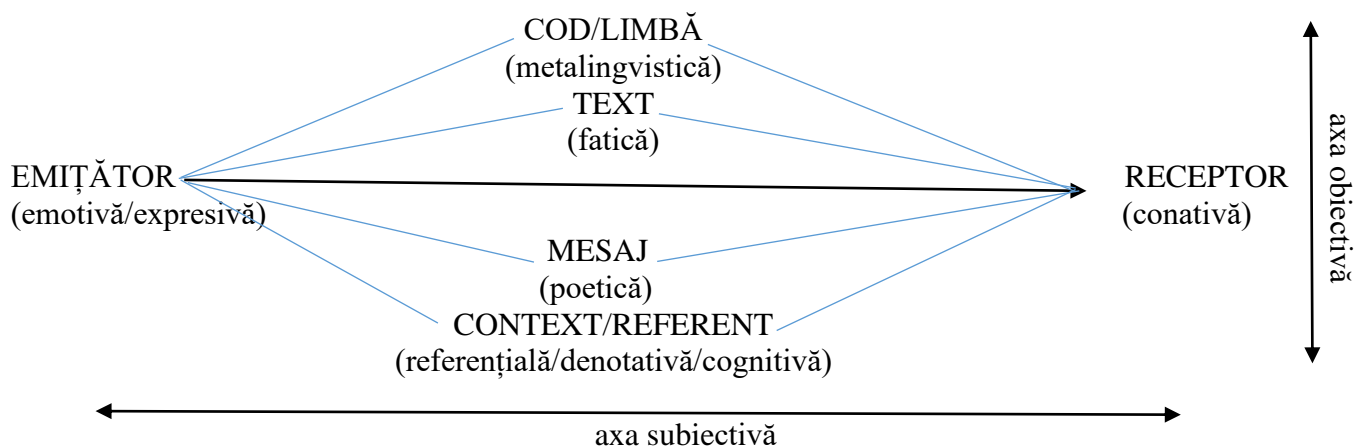 COD/LIMBĂ
(metalingvistică)
TEXT
(fatică)
EMIȚĂTOR
(emotivă/expresivă)
RECEPTOR
(conativă)
MESAJ
(poetică)
CONTEXT/REFERENT
(referențială/denotativă/cognitivă)
axa obiectivă
axa subiectivă